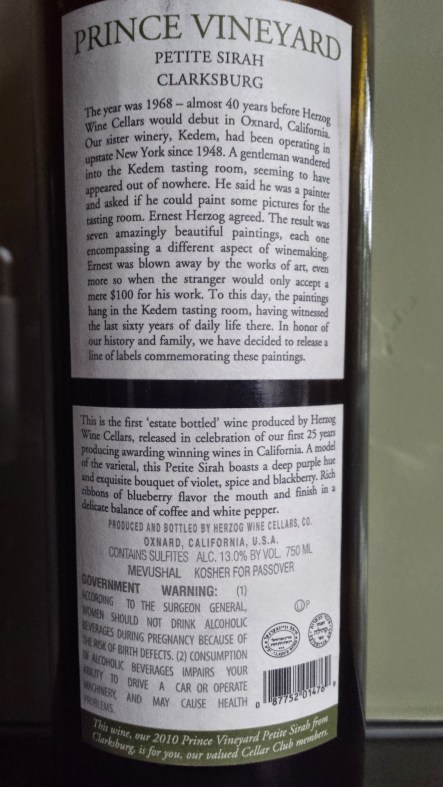 PRINCE VINEYARD
PETITE SIRAH
CLARKSBURG
The year was 1968 – almost 40 years before Herzog
Wine Cellars would debut in Oxnard, California.
Our sister winery, Kedem, had been operating in
upstate New York since 1948. A gentleman wandered
into the Kedem tasting room, seeming to have
appeared out of nowhere. He said he was a painter
and asked if he could paint some pictures for the
tasting room. Ernest Herzog agreed. The result was
seven amazingly beautiful paintings, each one
encompassing a different aspect of winemaking.
Ernest was blown away by the works of art, even
more so when the stranger would only accept a
mere $100 for his work. To this day, the paintings
hang in the Kedem tasting room, having witnessed
the last sixty years of daily life there. In honor of
our history and family, we have decided to release a
line of labels commemorating these paintings.
This is the first 'estate bottled' wine produced by Herzog
Wine Cellars, released in celebration of our first 25 years
producing awarding winning wines in California. A model
of the varietal, this Petite Sirah boasts a deep purple hue
and exquisite bouquet of violet, spice and blackberry. Rich
ribbons of blueberry flavor the mouth and finish in a
delicate balance of coffee and white pepper.
PRODUCED AND BOTTLED BY HERZOG WINE CELLARS, CO.
OXNARD, CALIFORNIA, U.S.A.
CONTAINS SULFITES ALC. 13.0% BY VOL. 750 ML
MEVUSHAL KOSHER FOR PASSOVER
GOVERNMENT WARNING: (1)
ACCORDING TO THE SURGEON GENERAL,
WOMEN SHOULD NOT DRINK ALCOHOLIC
BEVERAGES DURING PREGNANCY BECAUSE OF
THE RISK OF BIRTH DEFECTS. (2) CONSUMPTION
OF ALCOHOLIC BEVERAGES IMPAIRS YOUR
ABILITY TO DRIVE A CAR OR OPERATE
MACHINERY, AND MAY CAUSE HEALTH
PROBLEMS.
U P
0 87752 01476 9
This wine, our 2010 Prince Vineyard Petite Sirah from
Clarksburg, is for you, our valued Cellar Club members.